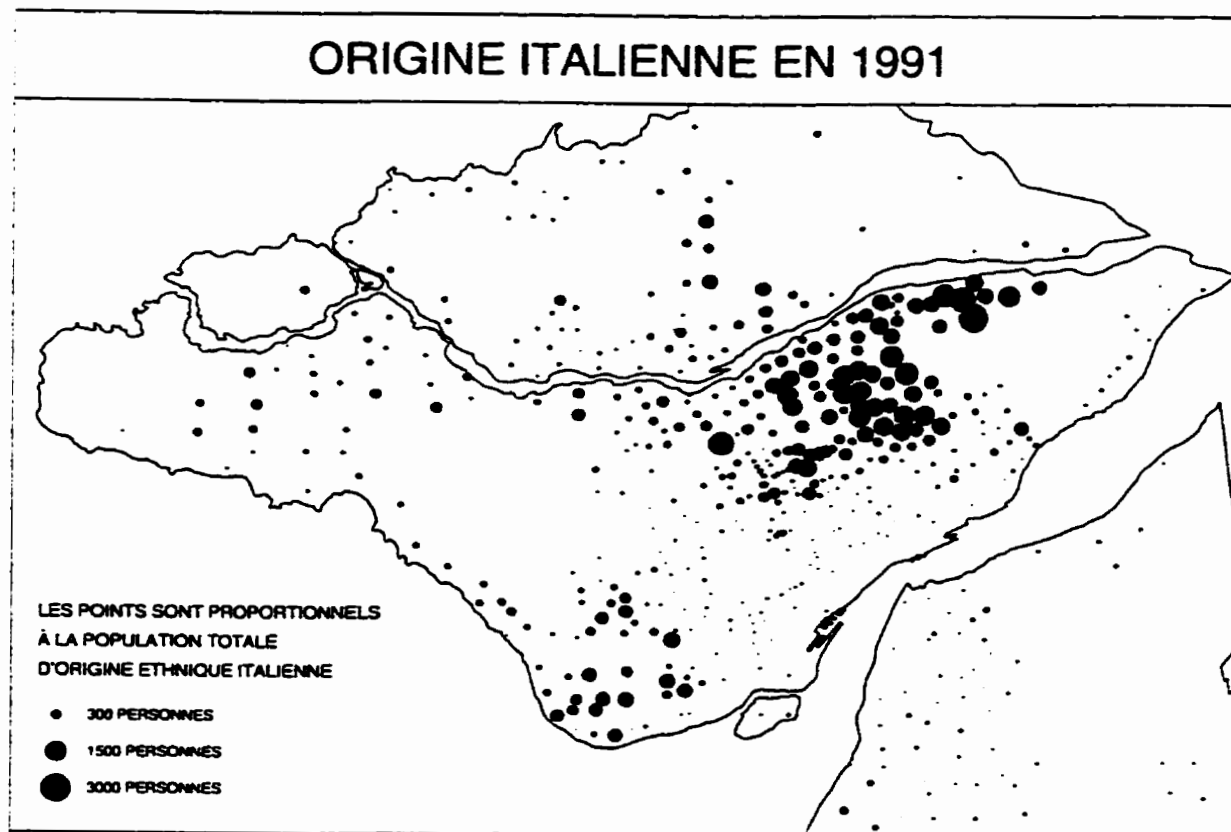 ORIGINE ITALIENNE EN 1991
LES POINTS SONT PROPORTIONNELS
À LA POPULATION TOTALE
D'ORIGINE ETHNIQUE ITALIENNE
300 PERSONNES
1500 PERSONNES
3000 PERSONNES